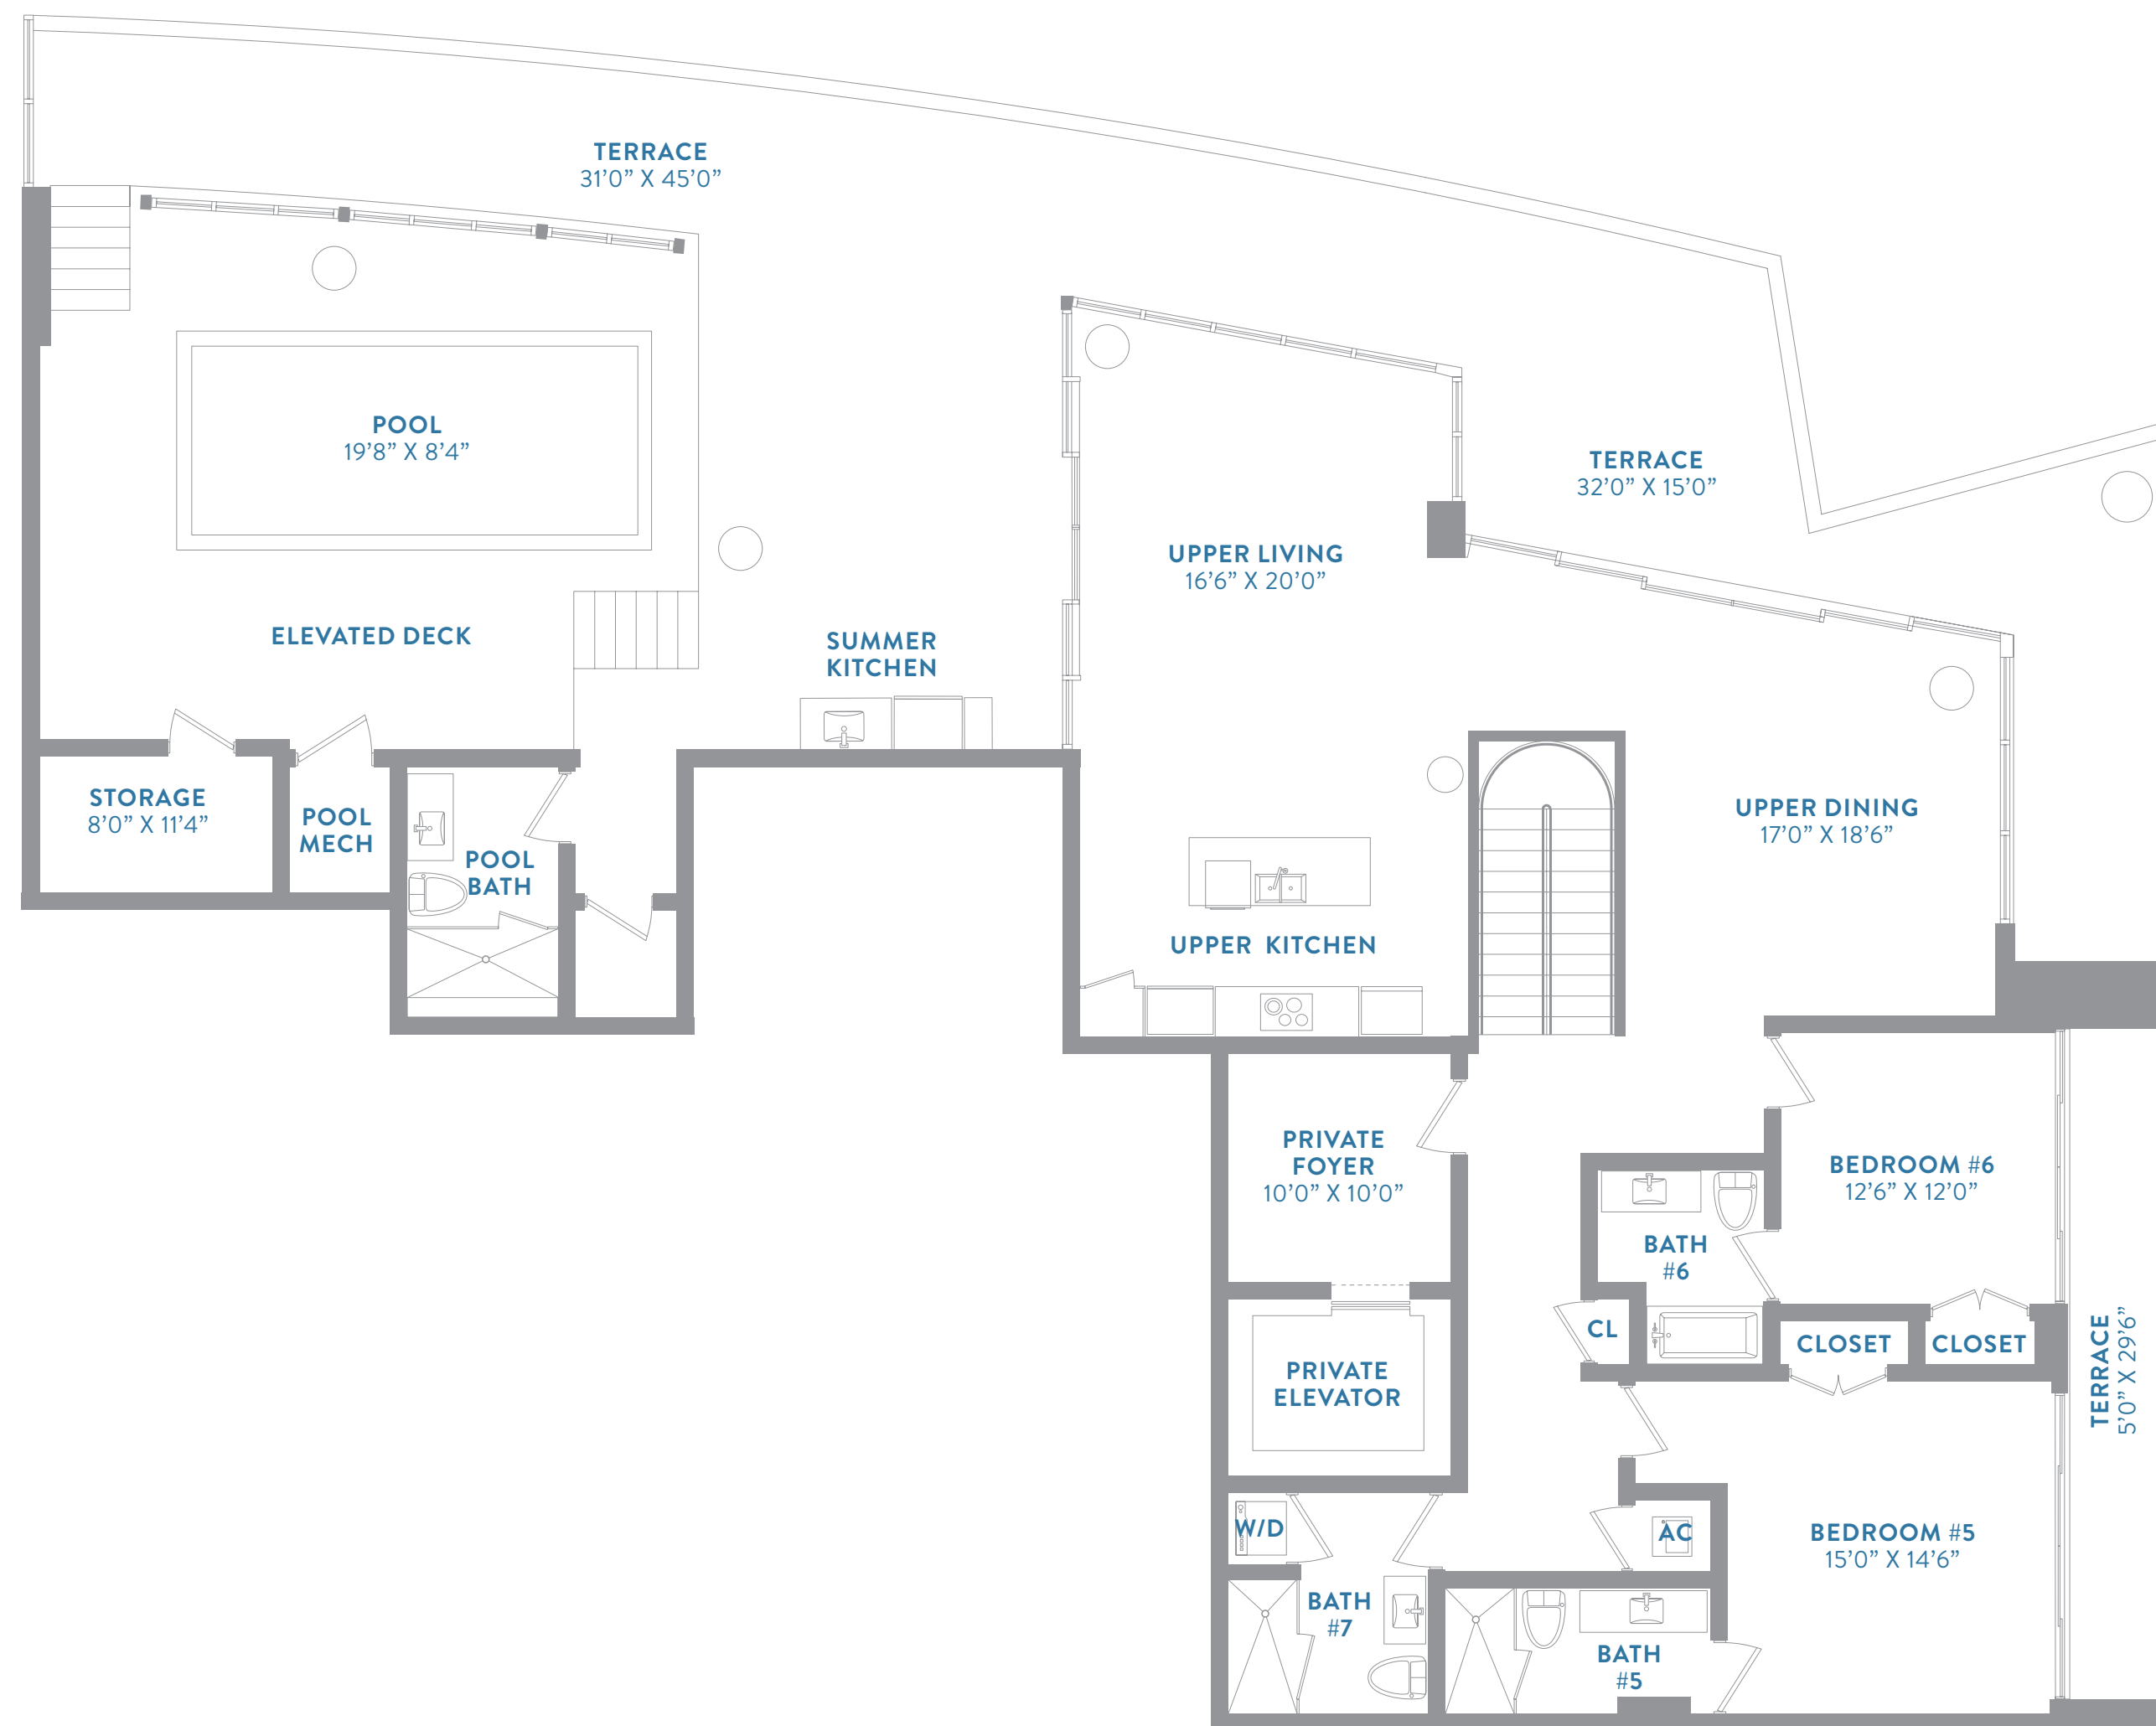 TERRACE
31’0” X 45’0”
POOL
19’8” X 8’4”
TERRACE
32’0” X 15’0”
UPPER LIVING
16’6” X 20’0”
ELEVATED DECK
SUMMER
KITCHEN
STORAGE
8’0” X 11’4”
POOL
MECH
POOL
BATH
UPPER DINING
17’0” X 18’6”
UPPER KITCHEN
PRIVATE
FOYER
10’0” X 10’0”
BEDROOM #6
12’6” X 12’0”
BATH
#6
CL
CLOSET
CLOSET
TERRACE
5’0” X 29’6”
PRIVATE
ELEVATOR
W/D
AC
BEDROOM #5
15’0” X 14’6”
BATH
#7
BATH
#5